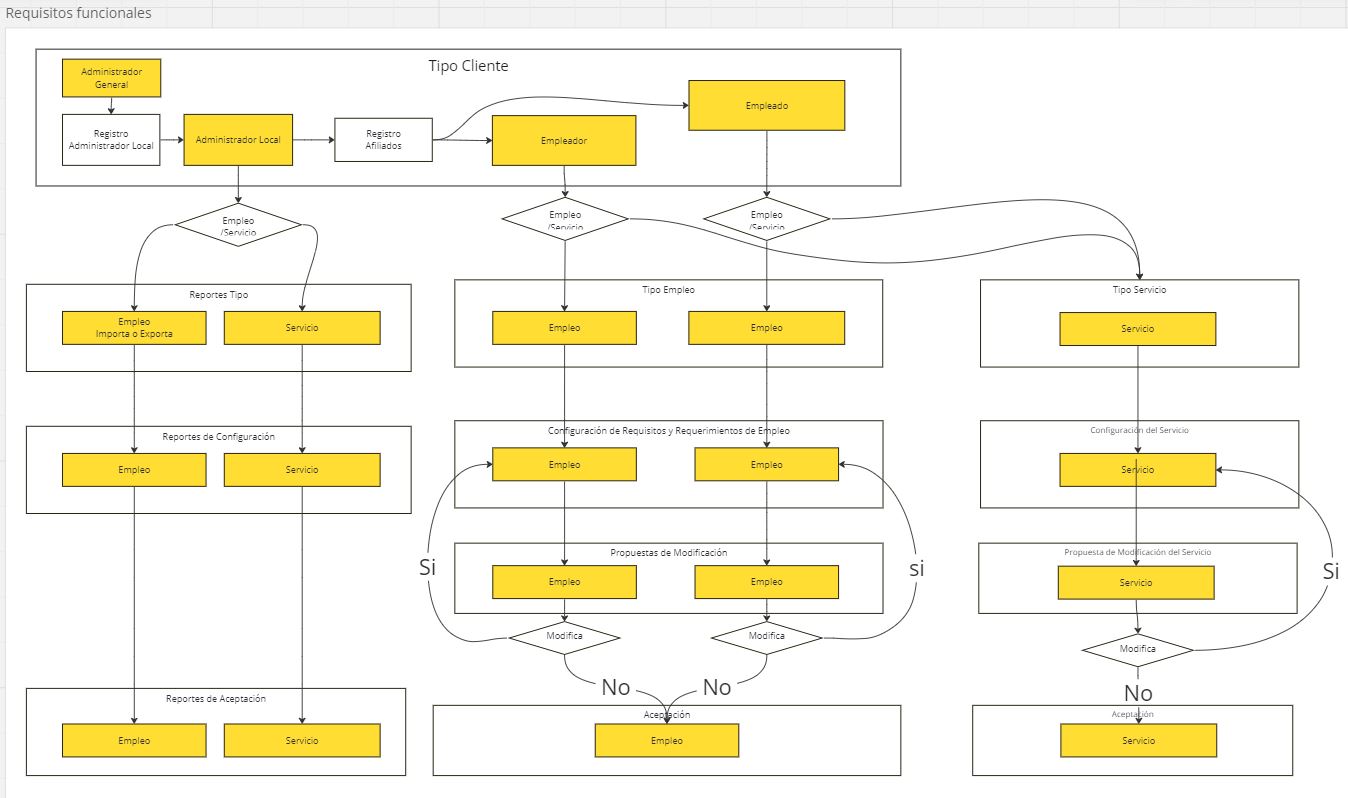 Requisitos funcionales
Tipo Cliente
Administrador
General
Registro
Administrador Local
Administrador Local
Registro
Afiliados
Empleador
Empleado
Empleo
/Servicio
Empleo
/Servicio
Empleo
/Servicio
Reportes Tipo
Empleo
Importa o Exporta
Servicio
Tipo Empleo
Empleo
Empleo
Tipo Servicio
Servicio
Reportes de Configuración
Empleo
Servicio
Configuración de Requisitos y Requerimientos de Empleo
Empleo
Empleo
Configuración del Servicio
Servicio
Si
Propuestas de Modificación
Empleo
Empleo
si
Propuesta de Modificación del Servicio
Servicio
Si
Modifica
Modifica
Modifica
No
No
No
Reportes de Aceptación
Empleo
Servicio
Aceptación
Empleo
Aceptación
Servicio